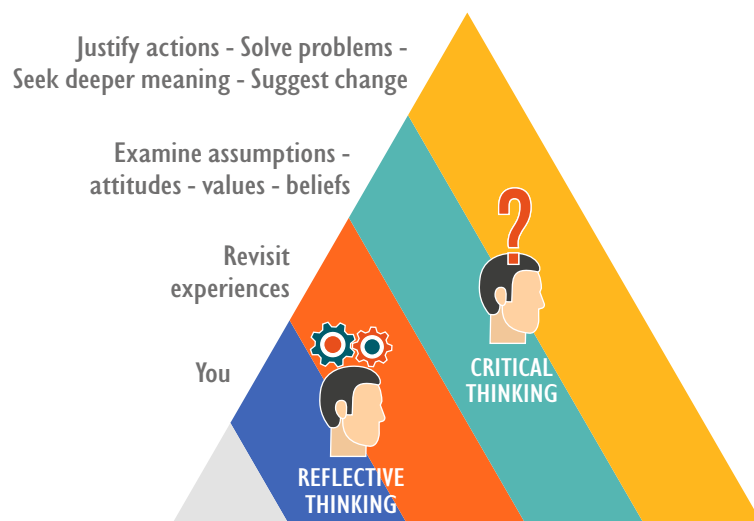 Justify actions - Solve problems -
Seek deeper meaning - Suggest change
Examine assumptions -
attitudes - values - beliefs
Revisit
experiences
You
CRITICAL
THINKING
REFLECTIVE
THINKING